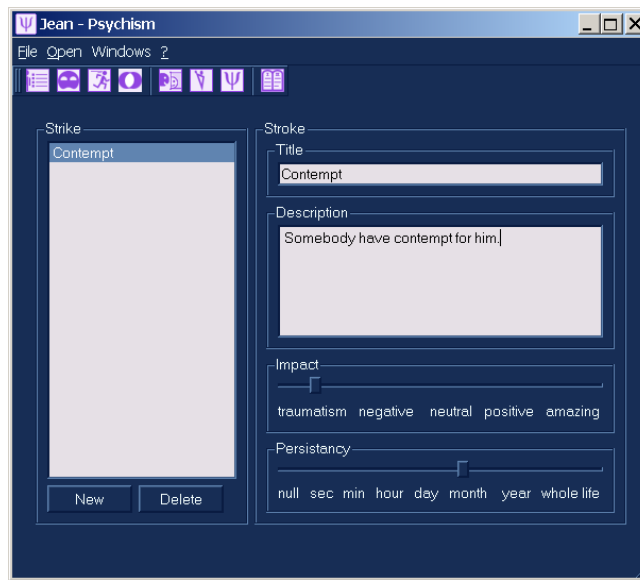 Jean - Psychism
File Open Windows ?
Strike
Contempt
New Delete
Stroke
Title
Contempt
Description
Somebody have contempt for him.
Impact
traumatism negative neutral positive amazing
Persistancy
null sec min hour day month year whole life